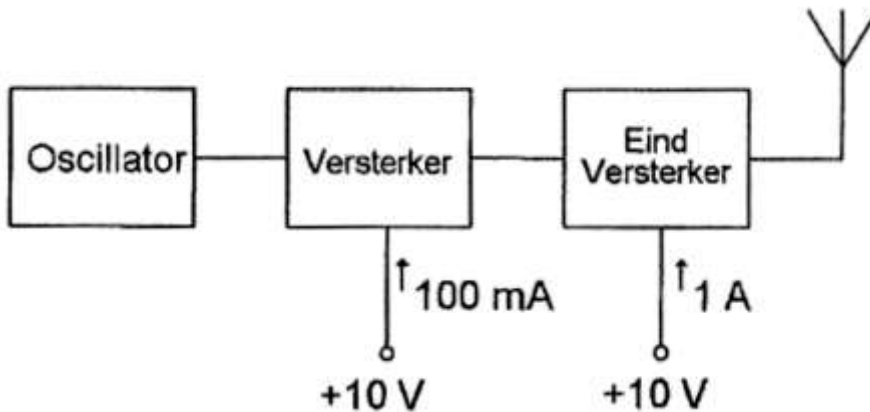 Oscillator
Versterker
Eind
Versterker
↑100 mA
↑1 A
+10 V
+10 V